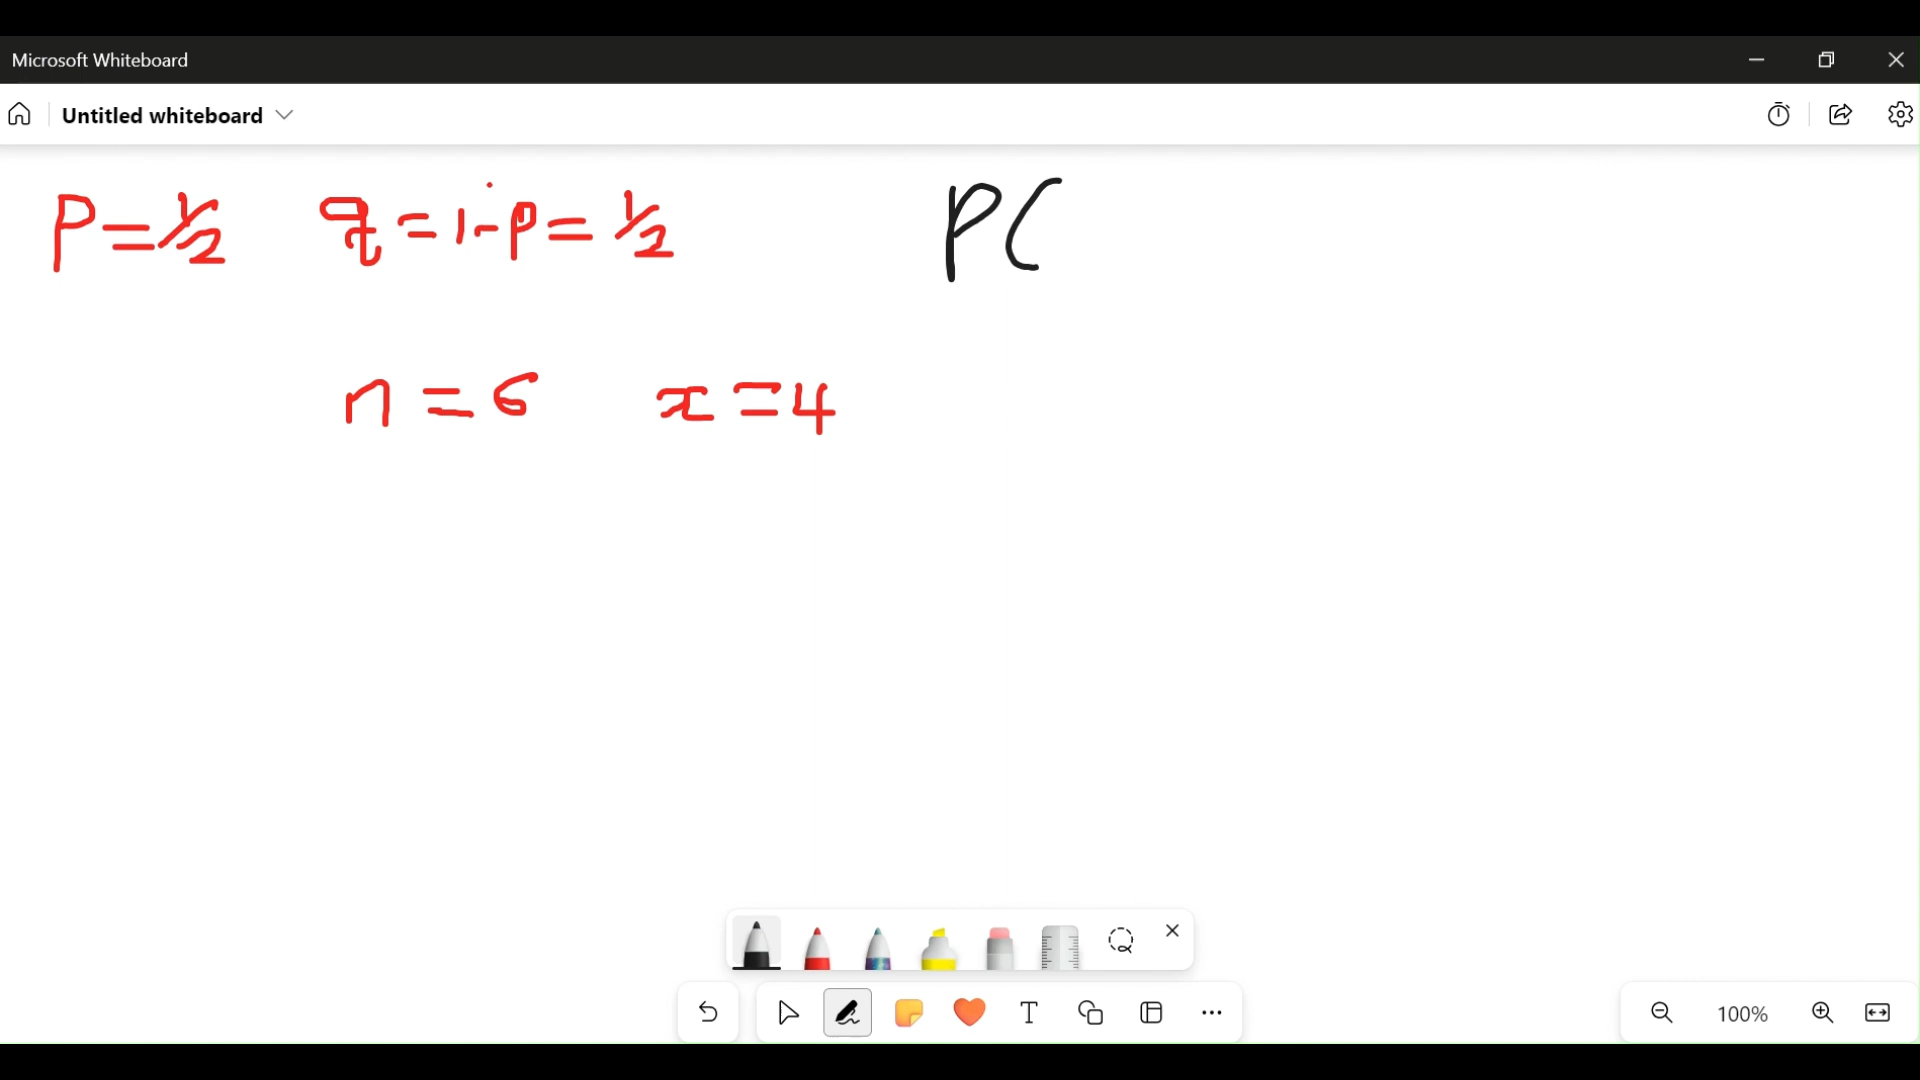 Microsoft Whiteboard
Untitled whiteboard
P=1/2 q=1-p=1/2 P(
n=6 x=4
T
100%